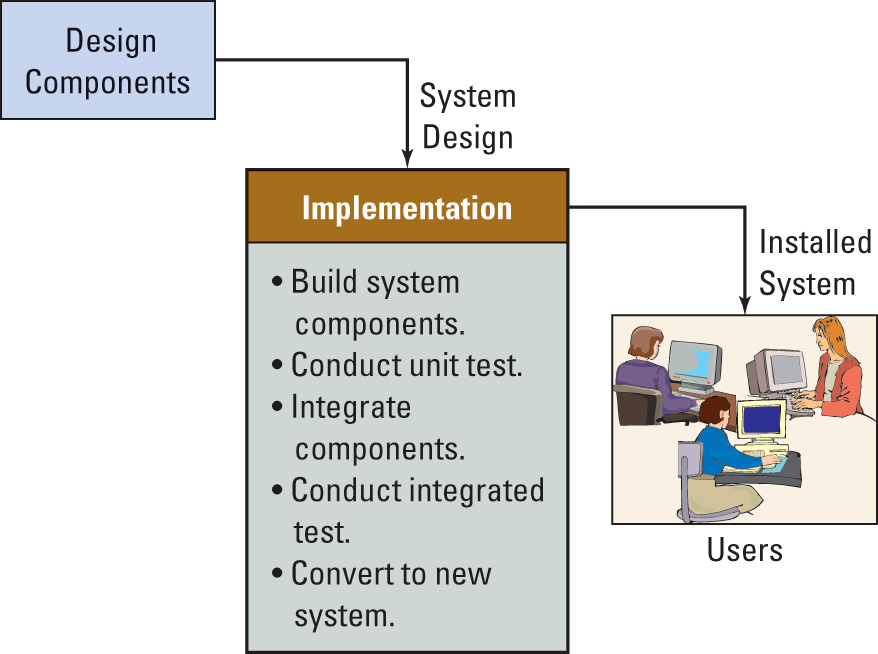 Design
Components
System
Design
Implementation
• Build system
components.
• Conduct unit test.
• Integrate
components.
• Conduct integrated
test.
• Convert to new
system.
Installed
System
Users